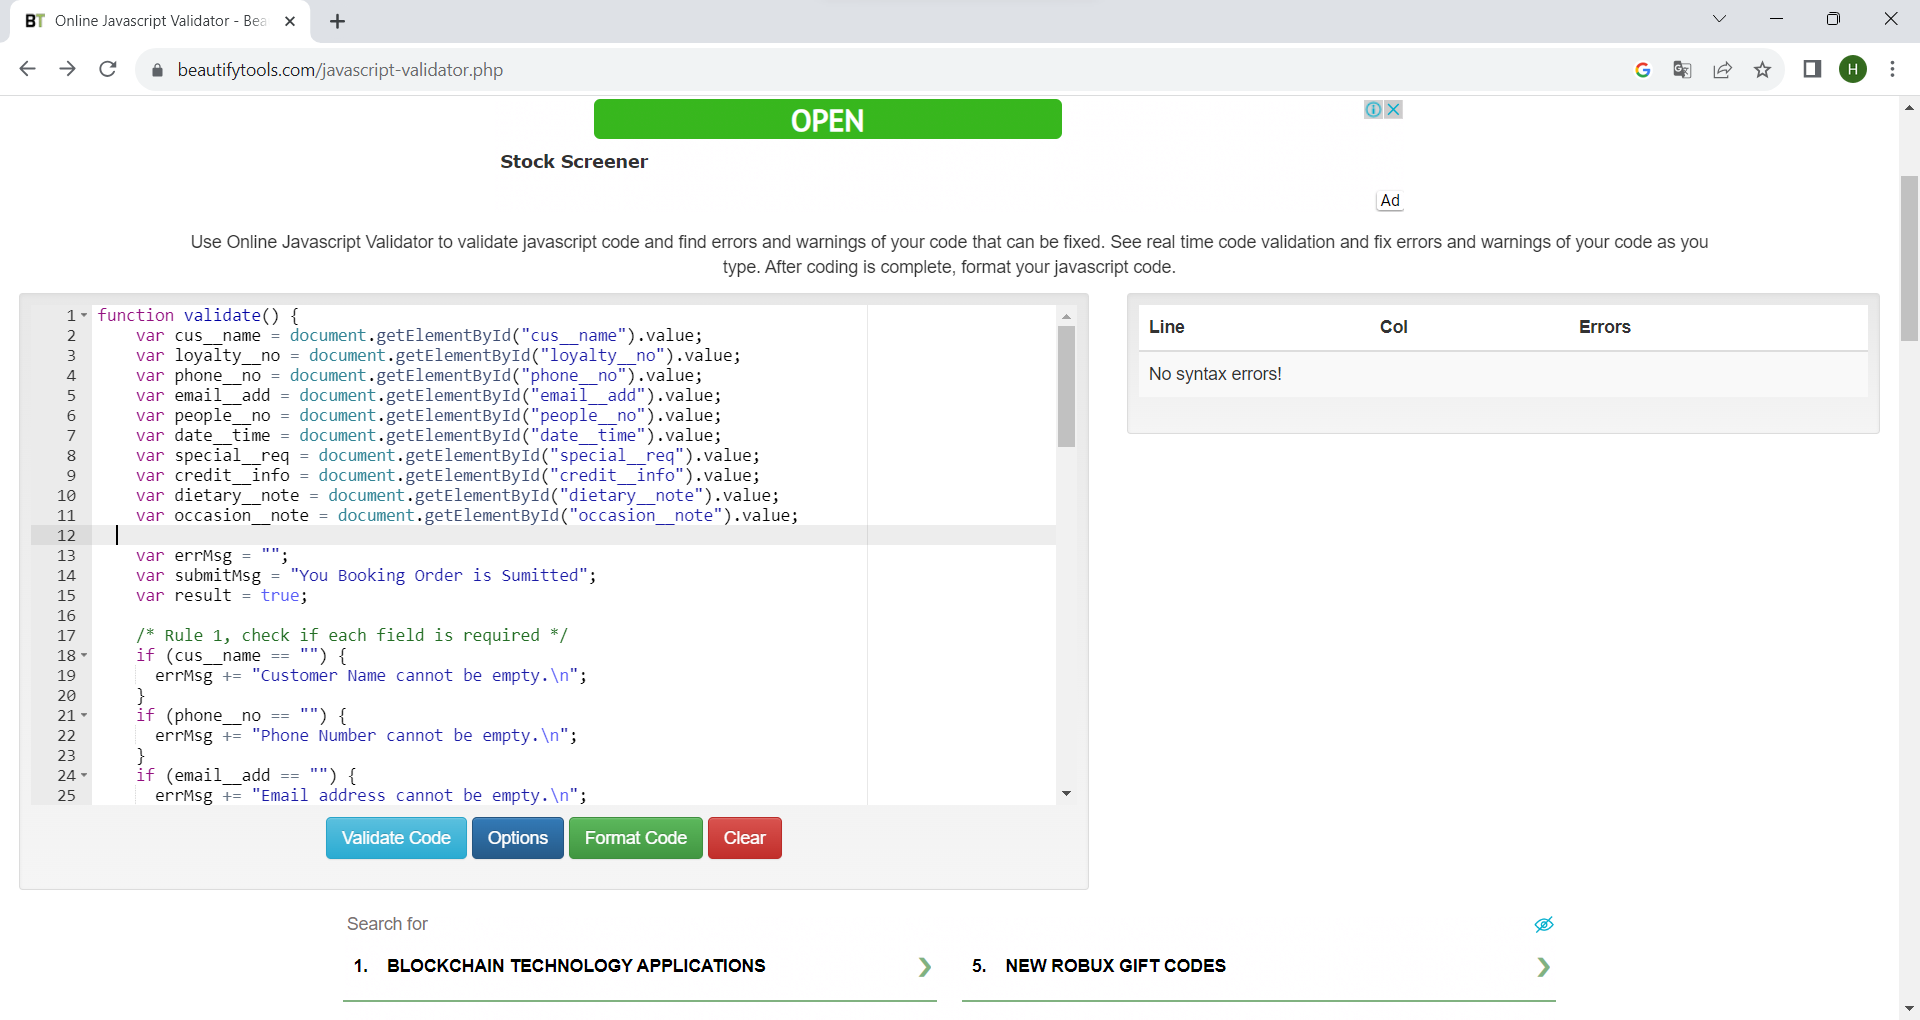 BT Online Javascript Validator - Bea
beautifytools.com/javascript-validator.php
H
OPEN
Stock Screener
Ad
Use Online Javascript Validator to validate javascript code and find errors and warnings of your code that can be fixed. See real time code validation and fix errors and warnings of your code as you
type. After coding is complete, format your javascript code.
1 function validate() {
2 var cus__name = document.getElementById("cus__name").value;
3 var loyalty__no = document.getElementById("loyalty__no").value;
4 var phone__no = document.getElementById("phone__no").value;
5 var email__add = document.getElementById("email__add").value;
6 var people__no = document.getElementById("people__no").value;
7 var date__time = document.getElementById("date__time").value;
8 var special__req = document.getElementById("special__req").value;
9 var credit__info = document.getElementById("credit__info").value;
10 var dietary__note = document.getElementById("dietary__note").value;
11 var occasion__note = document.getElementById("occasion__note").value;
12
13 var errMsg = "";
14 var submitMsg = "You Booking Order is Sumitted";
15 var result = true;
16
17 /* Rule 1, check if each field is required */
18 if (cus__name == "") {
19 errMsg += "Customer Name cannot be empty.\n";
20 }
21 if (phone__no == "") {
22 errMsg += "Phone Number cannot be empty.\n";
23 }
24 if (email__add == "") {
25 errMsg += "Email address cannot be empty.\n";
Line Col Errors
No syntax errors!
Validate Code Options Format Code Clear
Search for
1. BLOCKCHAIN TECHNOLOGY APPLICATIONS
5. NEW ROBUX GIFT CODES